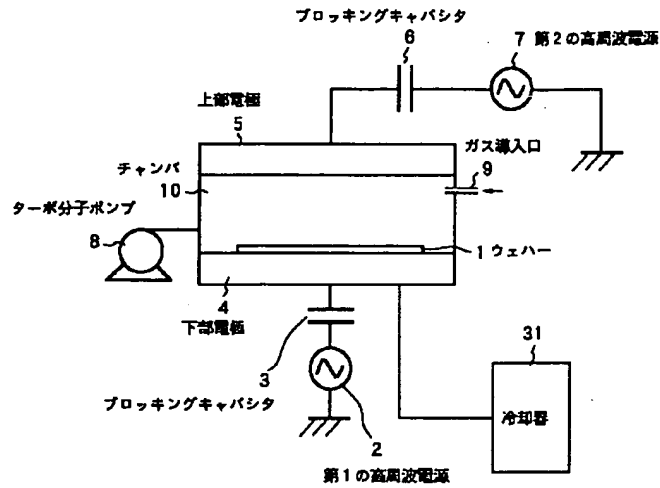 ブロッキングキャパシタ
6
7 第2の高周波電源
上部電極
5
ガス導入口
9
チャンバ
10
ターボ分子ポンプ
8
1 ウェハー
4
下部電極
3
31
冷却器
ブロッキングキャパシタ
2
第1の高周波電源